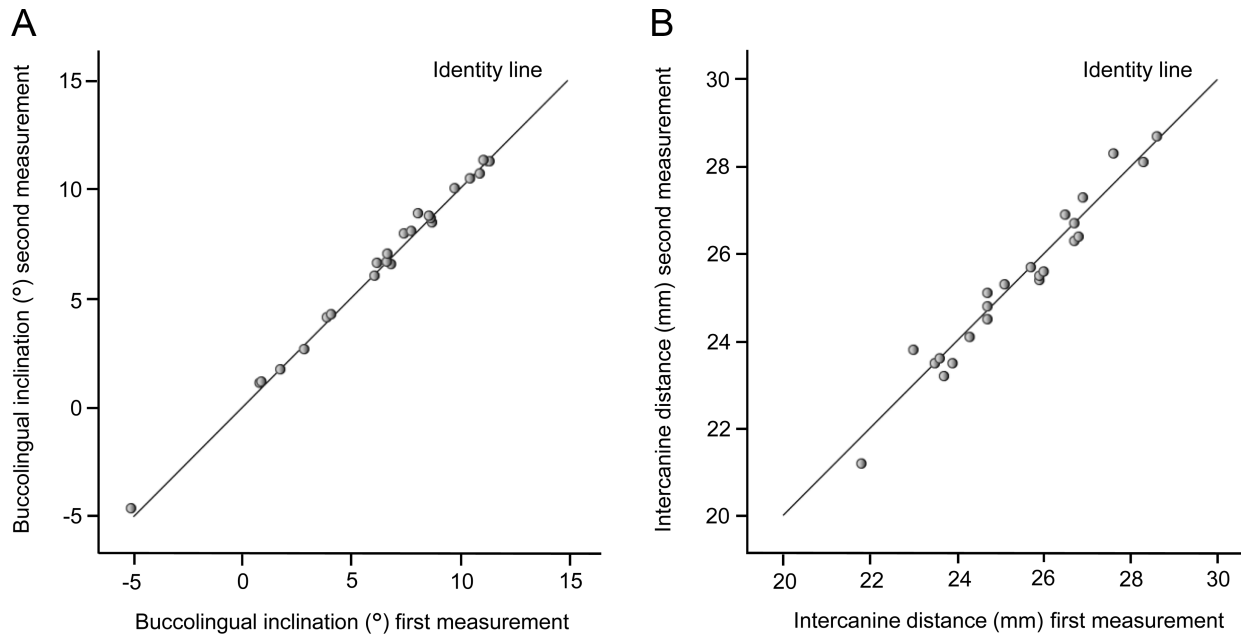 A
Buccolingual inclination (°) second measurement
Identity line
15
10
5
0
-5
-5 0 5 10 15
Buccolingual inclination (°) first measurement
B
Intercanine distance (mm) second measurement
Identity line
30
28
26
24
22
20
20 22 24 26 28 30
Intercanine distance (mm) first measurement